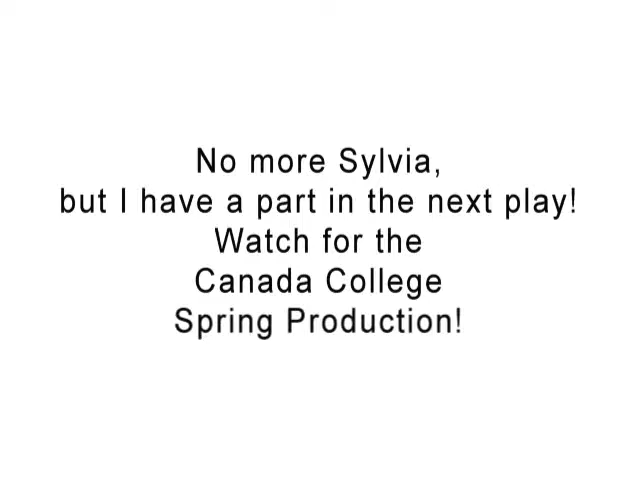 No more Sylvia,
but I have a part in the next play!
Watch for the
Canada College
Spring Production!